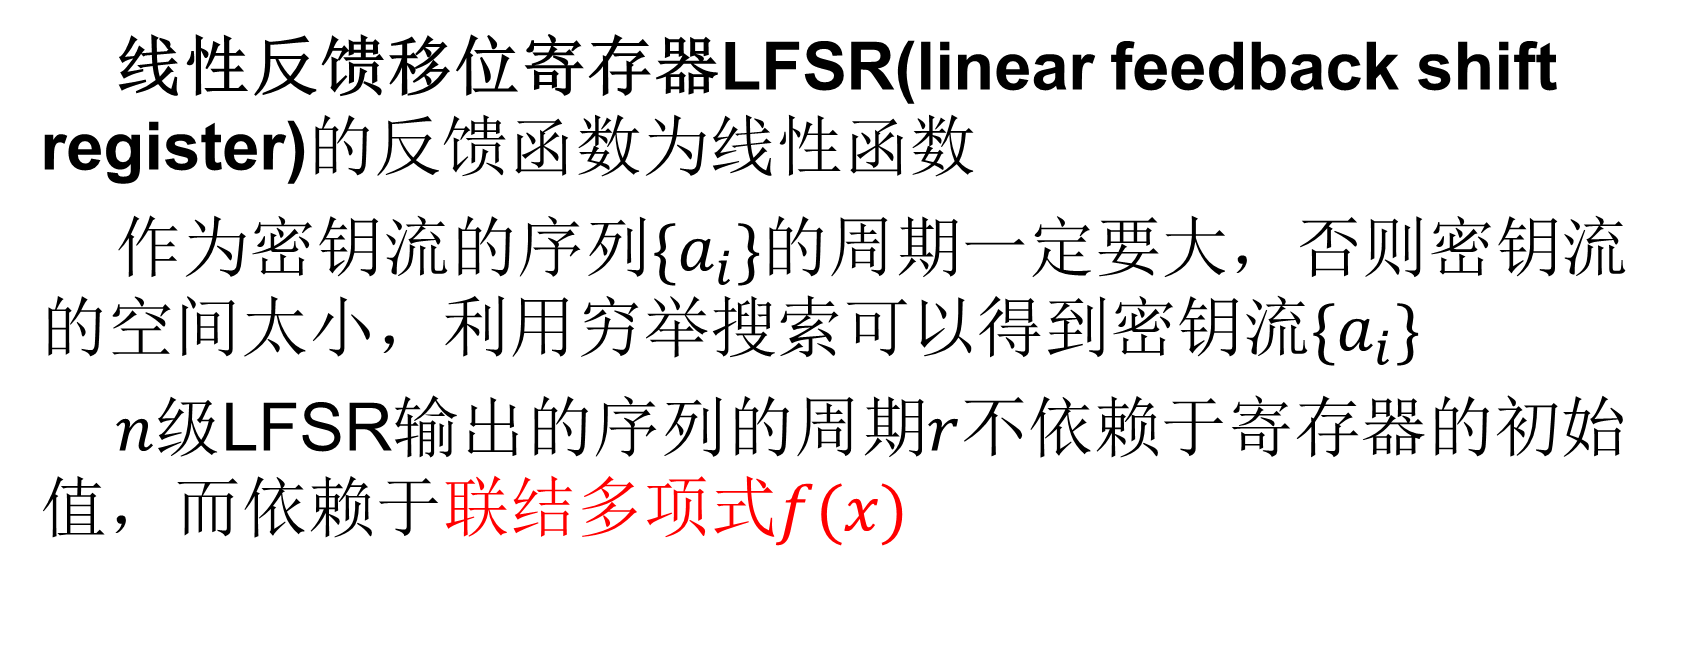 线性反馈移位寄存器LFSR(linear feedback shift
register)的反馈函数为线性函数
作为密钥流的序列{aᵢ}的周期一定要大，否则密钥流
的空间太小，利用穷举搜索可以得到密钥流{aᵢ}
n级LFSR输出的序列的周期r不依赖于寄存器的初始
值，而依赖于联结多项式f(x)